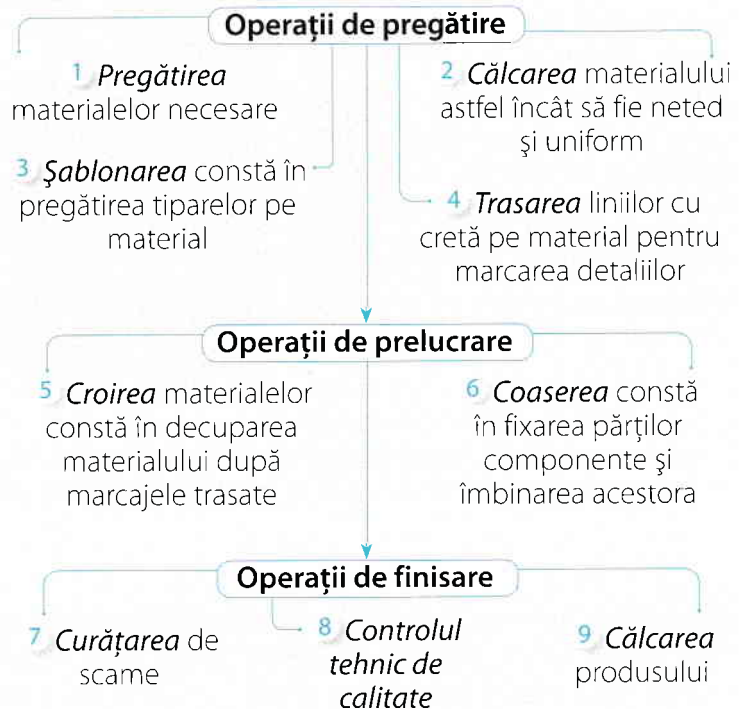 Operații de pregătire
1 Pregătirea
materialelor necesare
2 Călcarea materialului
astfel încât să fie neted
și uniform
3 Șablonarea constă în
pregătirea tiparelor pe
material
4 Trasarea liniilor cu
cretă pe material pentru
marcarea detaliilor
Operații de prelucrare
5 Croirea materialelor
constă în decuparea
materialului după
marcajele trasate
6 Coaserea constă
în fixarea părților
componente și
îmbinarea acestora
Operații de finisare
7 Curățarea de
scame
8 Controlul
tehnic de
calitate
9 Călcarea
produsului